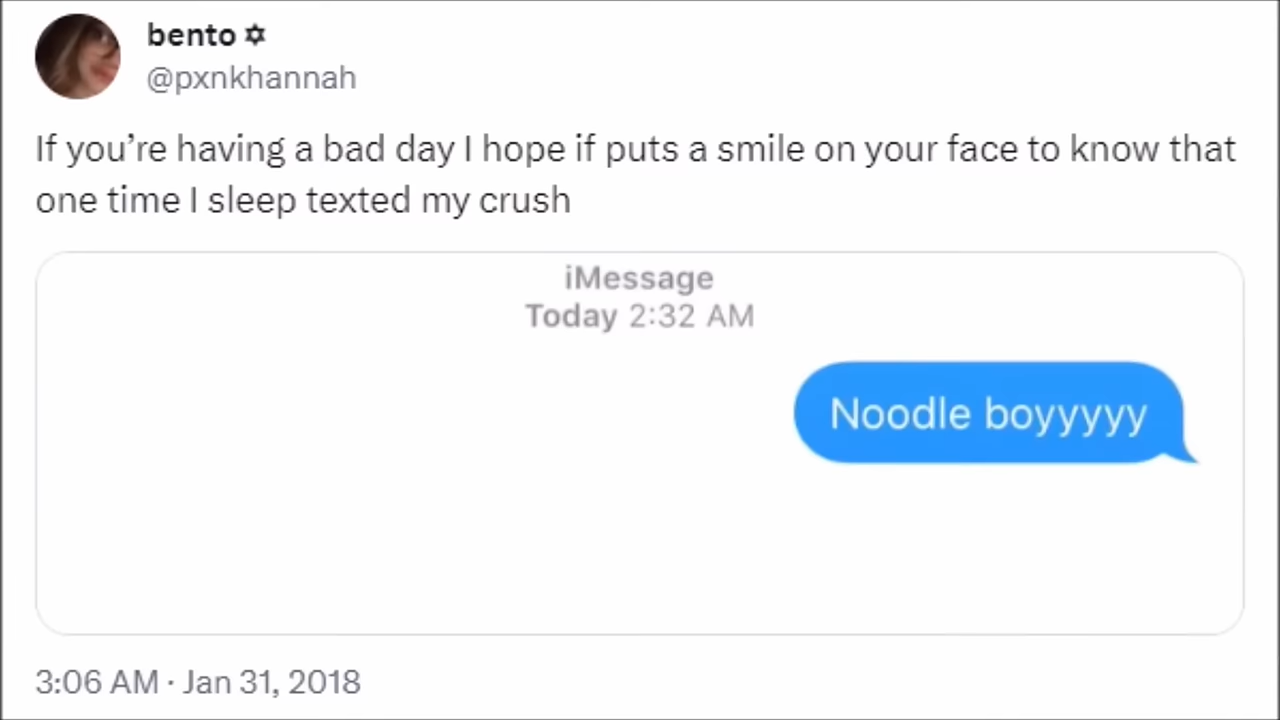 bento ✡
@pxnkhannah
If you’re having a bad day I hope if puts a smile on your face to know that
one time I sleep texted my crush
iMessage
Today 2:32 AM
Noodle boyyyyy
3:06 AM · Jan 31, 2018